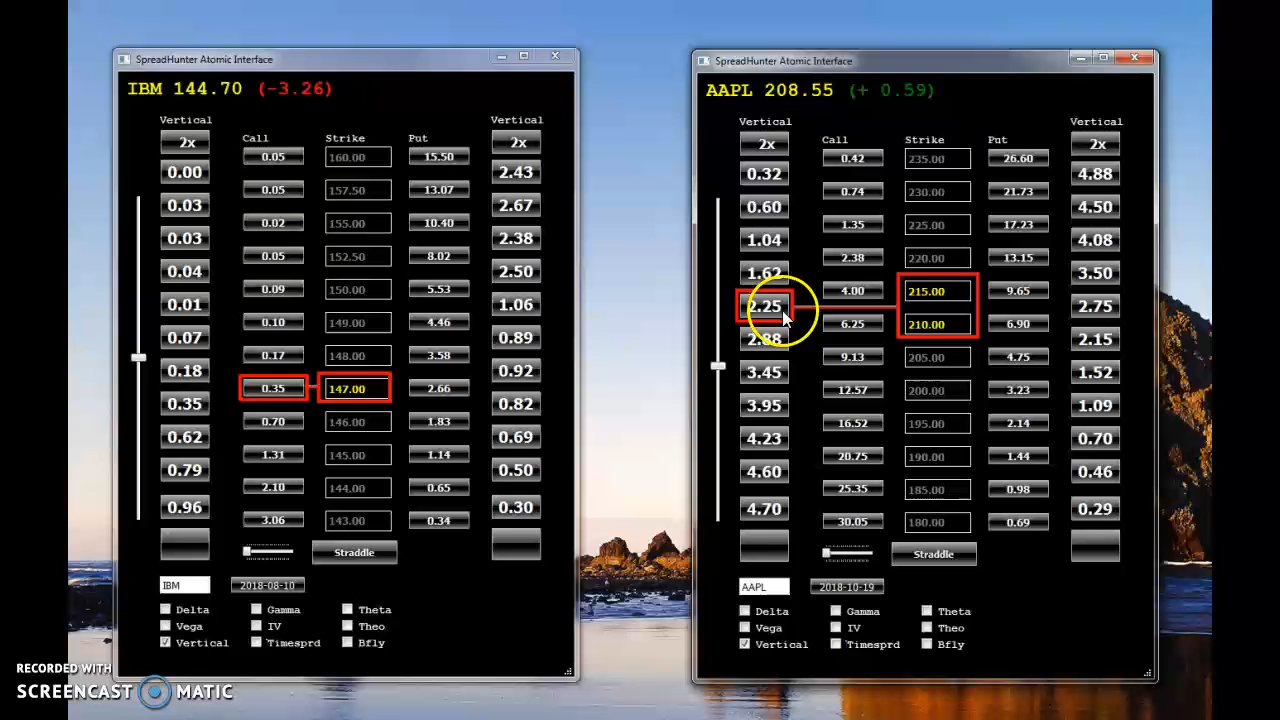 SpreadHunter Atomic Interface
IBM 144.70 (-3.26)
Vertical Vertical
2x Call Strike Put 2x
0.05 160.00 15.50
0.00 2.43
0.05 157.50 13.07
0.03 2.67
0.02 155.00 10.40
0.03 2.38
0.05 152.50 8.02
0.04 2.50
0.09 150.00 5.53
0.01 1.06
0.10 149.00 4.46
0.07 0.89
0.17 148.00 3.58
0.18 0.92
0.35 147.00 2.66
0.35 0.82
0.70 146.00 1.83
0.62 0.69
1.31 145.00 1.14
0.79 0.50
2.10 144.00 0.65
0.96 0.30
3.06 143.00 0.34
Straddle
IBM 2018-08-10
Delta Gamma Theta
Vega IV Theo
Vertical Timesprd Bfly
SpreadHunter Atomic Interface
AAPL 208.55 (+ 0.59)
Vertical Vertical
2x Call Strike Put 2x
0.42 235.00 26.60
0.32 4.88
0.74 230.00 21.73
0.60 4.50
1.35 225.00 17.23
1.04 4.08
2.38 220.00 13.15
1.62 3.50
4.00 215.00 9.65
2.25 2.75
6.25 210.00 6.90
2.88 2.15
9.13 205.00 4.75
3.45 1.52
12.57 200.00 3.23
3.95 1.09
16.52 195.00 2.14
4.23 0.70
20.75 190.00 1.44
4.60 0.46
25.35 185.00 0.98
4.70 0.29
30.05 180.00 0.69
Straddle
AAPL 2018-10-19
Delta Gamma Theta
Vega IV Theo
Vertical Timesprd Bfly
RECORDED WITH
SCREENCAST MATIC